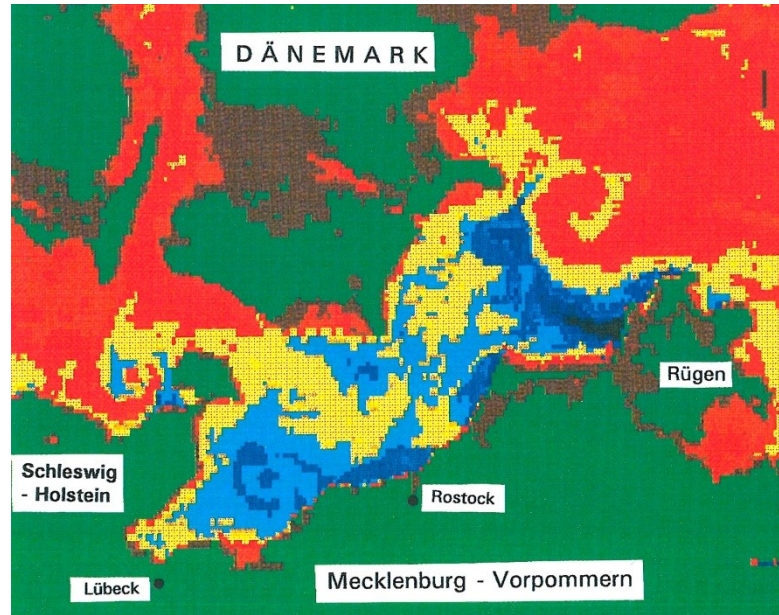 DÄNEMARK
Rügen
Schleswig
- Holstein
Rostock
Lübeck
Mecklenburg - Vorpommern